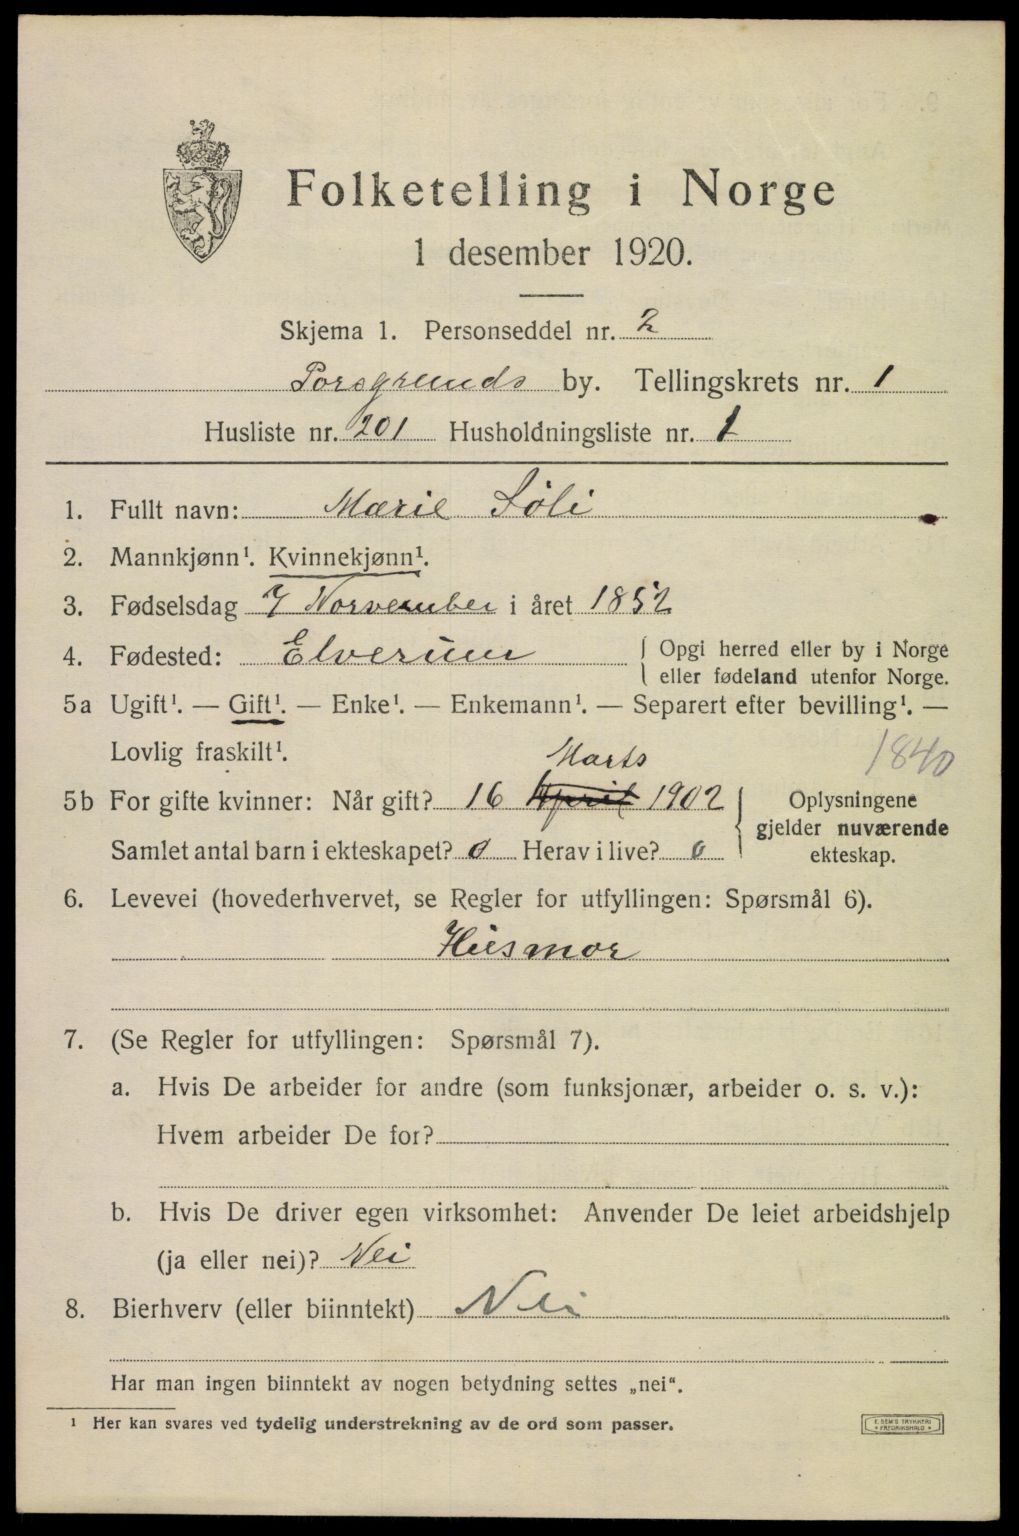 Folketelling i Norge
1 desember 1920.
Skjema 1. Personseddel nr. 2
Porsgrunds by. Tellingskrets nr. 1
Husliste nr. 201 Husholdningsliste nr. 1
1. Fullt navn: Marie Söli
2. Mannkjønn¹. Kvinnekjønn¹.
3. Fødselsdag 7 Norvember i året 1852
4. Fødested: Elverum { Opgi herred eller by i Norge
eller fødeland utenfor Norge.
5a Ugift¹. — Gift¹. — Enke¹. — Enkemann¹. — Separert efter bevilling¹. —
Lovlig fraskilt¹.
1840
Marts
5b For gifte kvinner: Når gift? 16 April 1902 } Oplysningene
gjelder nuværende
Samlet antal barn i ekteskapet? 0 Herav i live? 0 ekteskap.
6. Levevei (hovederhvervet, se Regler for utfyllingen: Spørsmål 6).
Husmor
7. (Se Regler for utfyllingen: Spørsmål 7).
a. Hvis De arbeider for andre (som funksjonær, arbeider o. s. v.):
Hvem arbeider De for?
b. Hvis De driver egen virksomhet: Anvender De leiet arbeidshjelp
(ja eller nei)? Nei
8. Bierhverv (eller biinntekt) Nei
Har man ingen biinntekt av nogen betydning settes „nei".
¹ Her kan svares ved tydelig understrekning av de ord som passer.
E. SEM'S TRYKKERI
FREDRIKSHALD